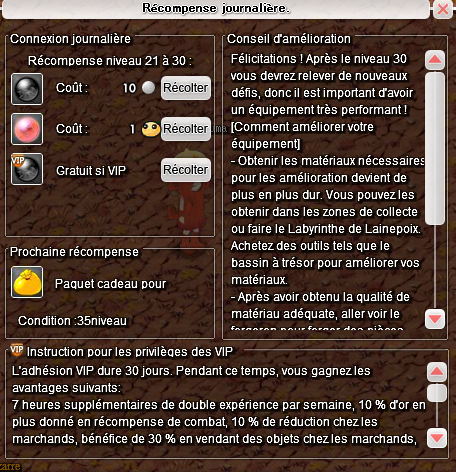 Récompense journalière.
Connexion journalière
Récompense niveau 21 à 30 :
Coût : 10 Récolter
Coût : 1 Récolter
VIP Gratuit si VIP Récolter
Prochaine récompense
Paquet cadeau pour
Condition :35niveau
Conseil d'amélioration
Félicitations ! Après le niveau 30
vous devrez relever de nouveaux
défis, donc il est important d'avoir
un équipement très performant !
[Comment améliorer votre
équipement]
- Obtenir les matériaux nécessaires
pour les amélioration devient de
plus en plus dur. Vous pouvez les
obtenir dans les zones de collecte
ou faire le Labyrinthe de Lainepoix.
Achetez des outils tels que le
bassin à trésor pour améliorer vos
matériaux.
- Après avoir obtenu la qualité de
matériau adéquate, aller voir le
forgeron pour forger des pièces
VIP Instruction pour les privilèges des VIP
L'adhésion VIP dure 30 jours. Pendant ce temps, vous gagnez les
avantages suivants:
7 heures supplémentaires de double expérience par semaine, 10 % d'or en
plus donné en récompense de combat, 10 % de réduction chez les
marchands, bénéfice de 30 % en vendant des objets chez les marchands,